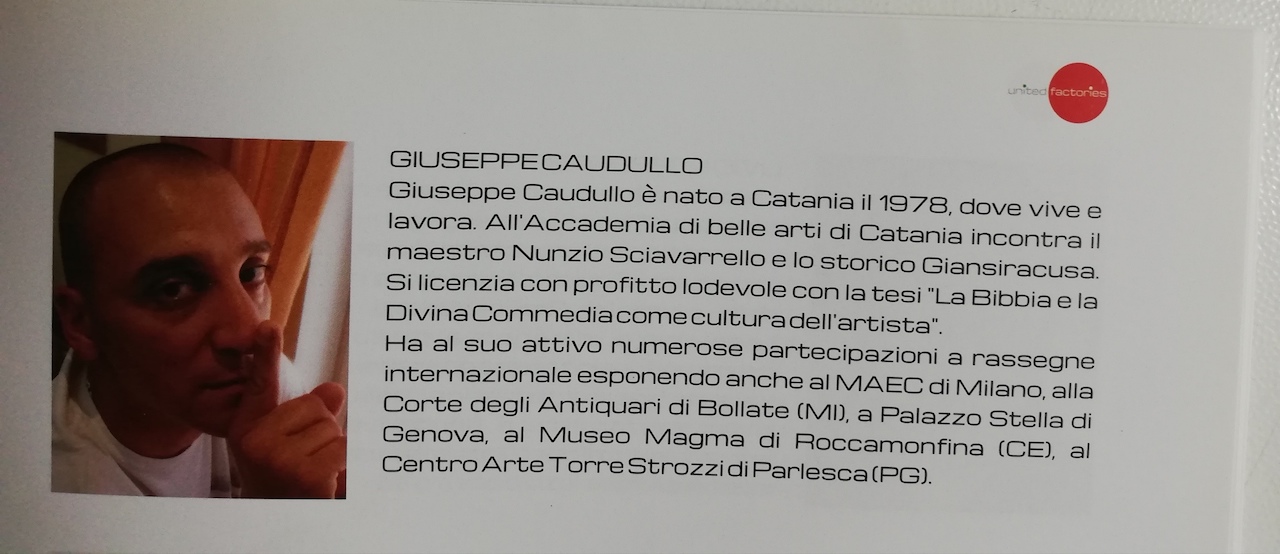 united factories
GIUSEPPE CAUDULLO
Giuseppe Caudullo è nato a Catania il 1978, dove vive e
lavora. All'Accademia di belle arti di Catania incontra il
maestro Nunzio Sciavarrello e lo storico Giansiracusa.
Si licenzia con profitto lodevole con la tesi "La Bibbia e la
Divina Commedia come cultura dell'artista".
Ha al suo attivo numerose partecipazioni a rassegne
internazionale esponendo anche al MAEC di Milano, alla
Corte degli Antiquari di Bollate (MI), a Palazzo Stella di
Genova, al Museo Magma di Roccamonfina (CE), al
Centro Arte Torre Strozzi di Parlesca (PG).